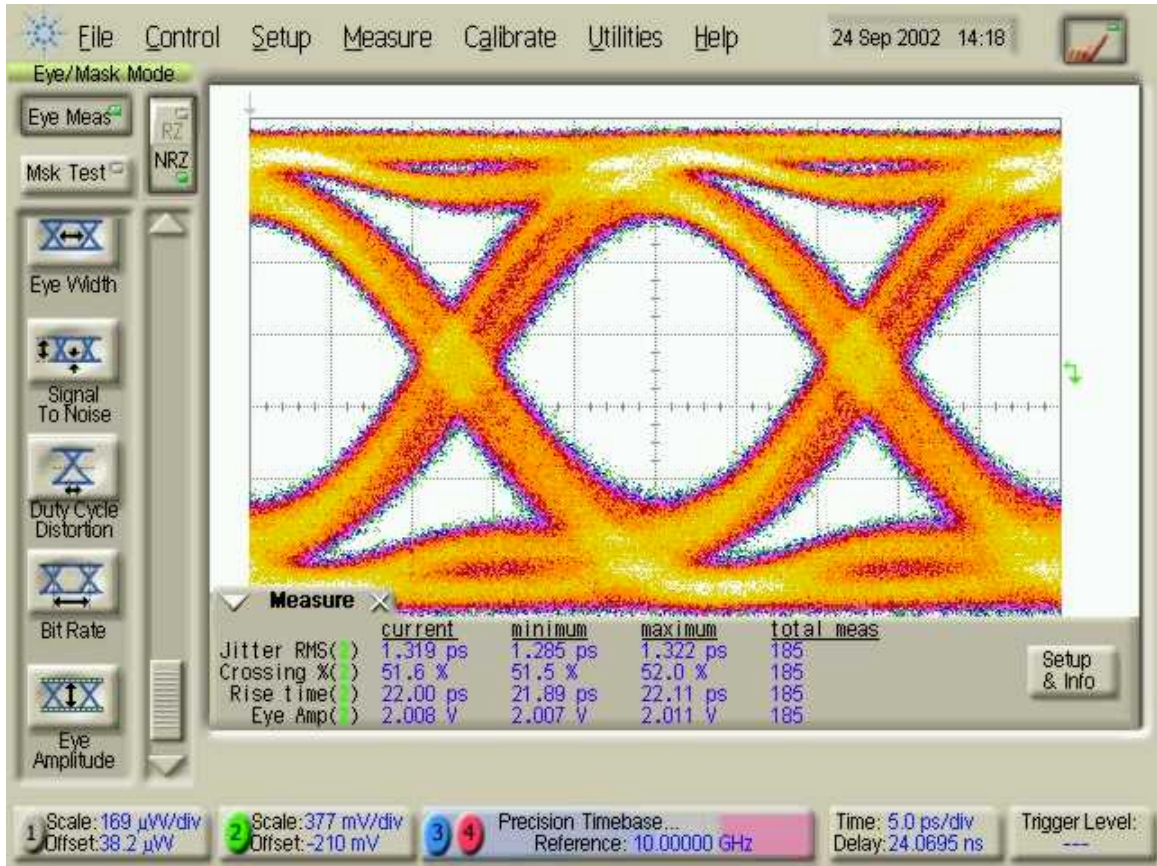 File Control Setup Measure Calibrate Utilities Help 24 Sep 2002 14:18
Eye/Mask Mode
Eye Meas
RZ
NRZ
Msk Test
Eye Width
Signal
To Noise
Duty Cycle
Distortion
Bit Rate
Eye
Amplitude
Measure
current minimum maximum total meas
Jitter RMS(2) 1.319 ps 1.285 ps 1.322 ps 185
Crossing %(2) 51.6 % 51.5 % 52.0 % 185
Rise time(2) 22.00 ps 21.89 ps 22.11 ps 185
Eye Amp(2) 2.008 V 2.007 V 2.011 V 185
Setup
& Info
1 Scale: 169 µW/div
Offset:38.2 µW
2 Scale:377 mV/div
Offset:-210 mV
3 4 Precision Timebase...
Reference: 10.00000 GHz
Time: 5.0 ps/div
Delay:24.0695 ns
Trigger Level:
---